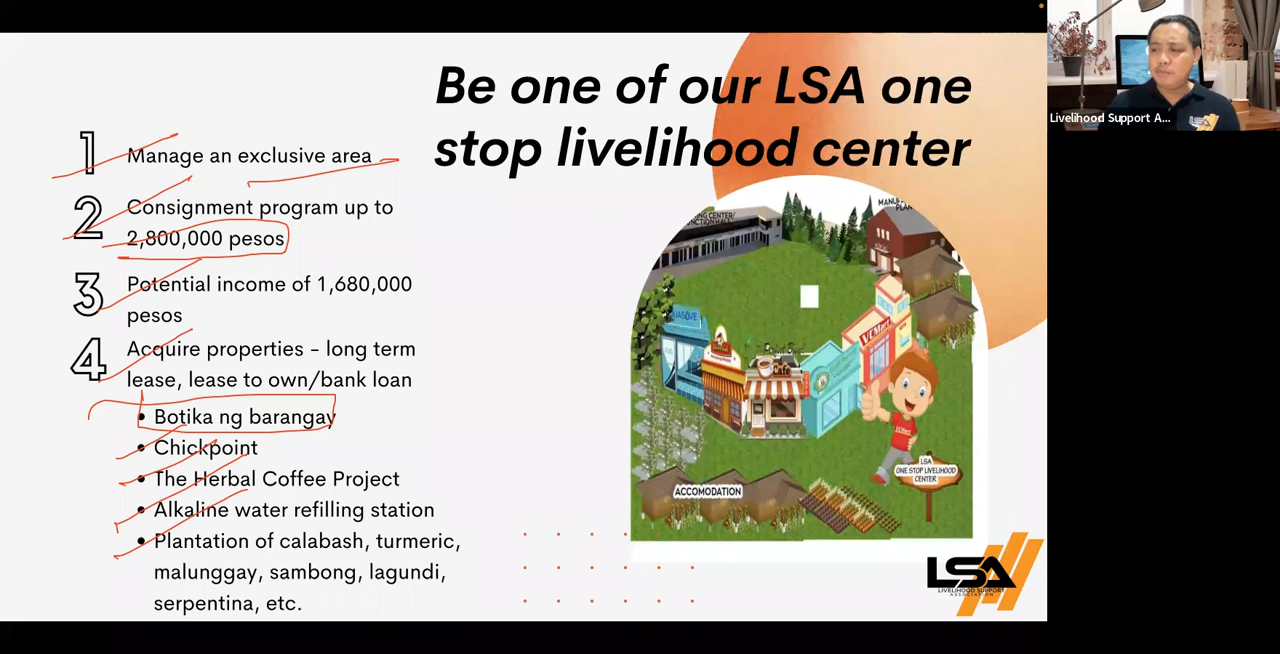 Be one of our LSA one
stop livelihood center
1
Manage an exclusive area
2
Consignment program up to
2,800,000 pesos
3
Potential income of 1,680,000
pesos
4
Acquire properties - long term
lease, lease to own/bank loan
• Botika ng barangay
• Chickpoint
• The Herbal Coffee Project
• Alkaline water refilling station
• Plantation of calabash, turmeric,
malunggay, sambong, lagundi,
serpentina, etc.
VCMart
Cafe
ACCOMODATION
LSA
ONE STOP LIVELIHOOD
CENTER
LSA
LIVELIHOOD SUPPORT
ASSOCIATION
Livelihood Support A...